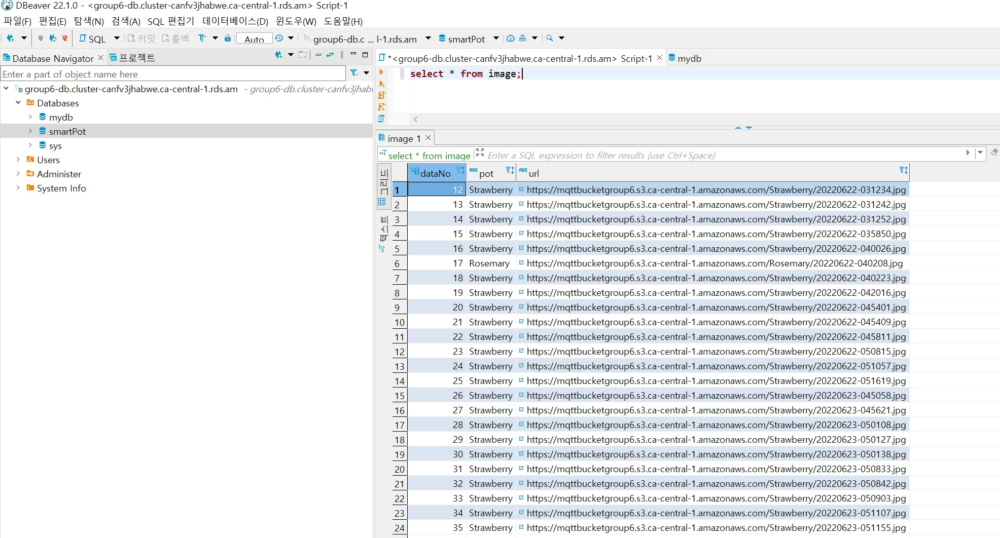 DBeaver 22.1.0 - <group6-db.cluster-canfv3jhabwe.ca-central-1.rds.am> Script-1
파일(F) 편집(E) 탐색(N) 검색(A) SQL 편집기 데이터베이스(D) 윈도우(W) 도움말(H)
SQL 커밋 롤백 Auto group6-db.c ... l-1.rds.am smartPot
Database Navigator 프로젝트
Enter a part of object name here
group6-db.cluster-canfv3jhabwe.ca-central-1.rds.am - group6-db.cluster-canfv3jhab
Databases
mydb
smartPot
sys
Users
Administer
System Info
*<group6-db.cluster-canfv3jhabwe.ca-central-1.rds.am> Script-1 mydb
select * from image;
image 1
select * from image Enter a SQL expression to filter results (use Ctrl+Space)
그리드
텍스트
123 dataNo ABC pot ABC url
1 12 Strawberry https://mqttbucketgroup6.s3.ca-central-1.amazonaws.com/Strawberry/20220622-031234.jpg
2 13 Strawberry https://mqttbucketgroup6.s3.ca-central-1.amazonaws.com/Strawberry/20220622-031242.jpg
3 14 Strawberry https://mqttbucketgroup6.s3.ca-central-1.amazonaws.com/Strawberry/20220622-031252.jpg
4 15 Strawberry https://mqttbucketgroup6.s3.ca-central-1.amazonaws.com/Strawberry/20220622-035850.jpg
5 16 Strawberry https://mqttbucketgroup6.s3.ca-central-1.amazonaws.com/Strawberry/20220622-040026.jpg
6 17 Rosemary https://mqttbucketgroup6.s3.ca-central-1.amazonaws.com/Rosemary/20220622-040208.jpg
7 18 Strawberry https://mqttbucketgroup6.s3.ca-central-1.amazonaws.com/Strawberry/20220622-040223.jpg
8 19 Strawberry https://mqttbucketgroup6.s3.ca-central-1.amazonaws.com/Strawberry/20220622-042016.jpg
9 20 Strawberry https://mqttbucketgroup6.s3.ca-central-1.amazonaws.com/Strawberry/20220622-045401.jpg
10 21 Strawberry https://mqttbucketgroup6.s3.ca-central-1.amazonaws.com/Strawberry/20220622-045409.jpg
11 22 Strawberry https://mqttbucketgroup6.s3.ca-central-1.amazonaws.com/Strawberry/20220622-045811.jpg
12 23 Strawberry https://mqttbucketgroup6.s3.ca-central-1.amazonaws.com/Strawberry/20220622-050815.jpg
13 24 Strawberry https://mqttbucketgroup6.s3.ca-central-1.amazonaws.com/Strawberry/20220622-051057.jpg
14 25 Strawberry https://mqttbucketgroup6.s3.ca-central-1.amazonaws.com/Strawberry/20220622-051619.jpg
15 26 Strawberry https://mqttbucketgroup6.s3.ca-central-1.amazonaws.com/Strawberry/20220623-045058.jpg
16 27 Strawberry https://mqttbucketgroup6.s3.ca-central-1.amazonaws.com/Strawberry/20220623-045621.jpg
17 28 Strawberry https://mqttbucketgroup6.s3.ca-central-1.amazonaws.com/Strawberry/20220623-050108.jpg
18 29 Strawberry https://mqttbucketgroup6.s3.ca-central-1.amazonaws.com/Strawberry/20220623-050127.jpg
19 30 Strawberry https://mqttbucketgroup6.s3.ca-central-1.amazonaws.com/Strawberry/20220623-050138.jpg
20 31 Strawberry https://mqttbucketgroup6.s3.ca-central-1.amazonaws.com/Strawberry/20220623-050833.jpg
21 32 Strawberry https://mqttbucketgroup6.s3.ca-central-1.amazonaws.com/Strawberry/20220623-050842.jpg
22 33 Strawberry https://mqttbucketgroup6.s3.ca-central-1.amazonaws.com/Strawberry/20220623-050903.jpg
23 34 Strawberry https://mqttbucketgroup6.s3.ca-central-1.amazonaws.com/Strawberry/20220623-051107.jpg
24 35 Strawberry https://mqttbucketgroup6.s3.ca-central-1.amazonaws.com/Strawberry/20220623-051155.jpg